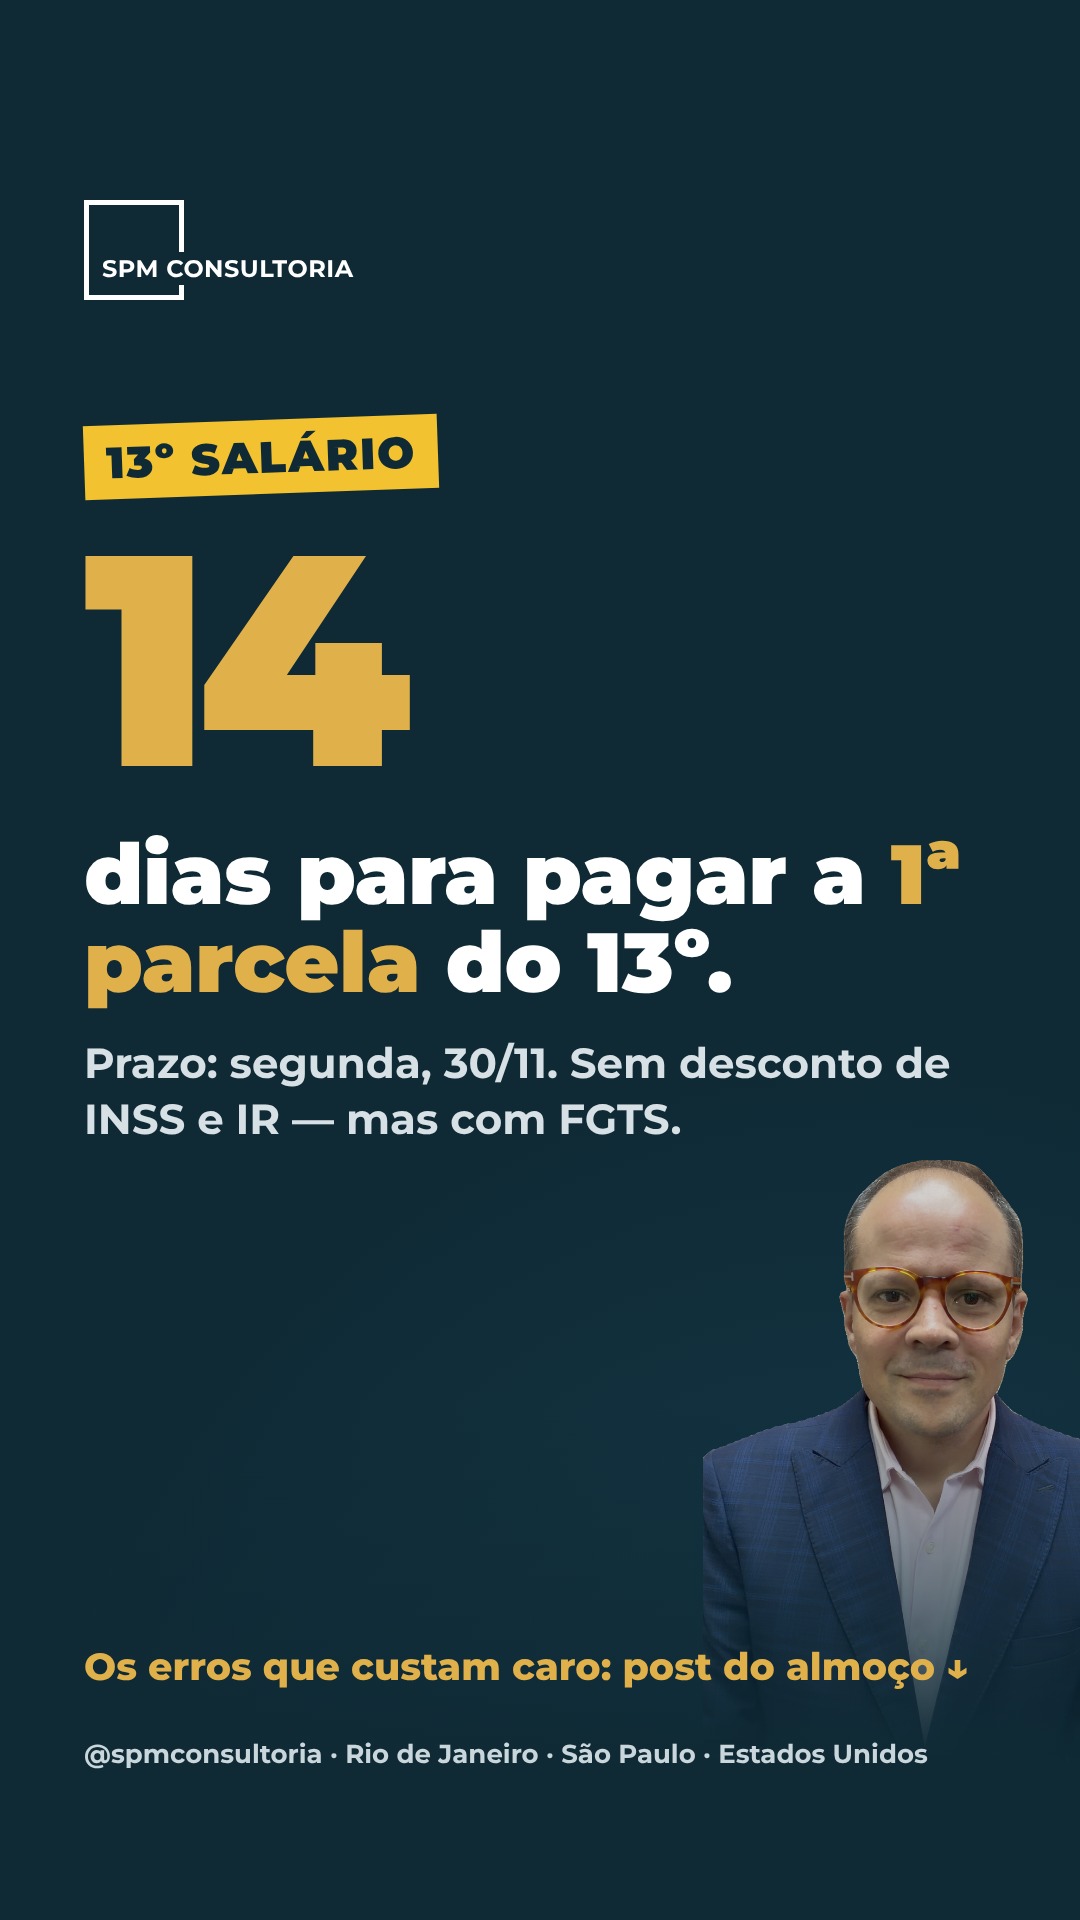 SPM CONSULTORIA
13º SALÁRIO
14
dias para pagar a 1ª
parcela do 13º.
Prazo: segunda, 30/11. Sem desconto de
INSS e IR — mas com FGTS.
Os erros que custam caro: post do almoço ↓
@spmconsultoria · Rio de Janeiro · São Paulo · Estados Unidos